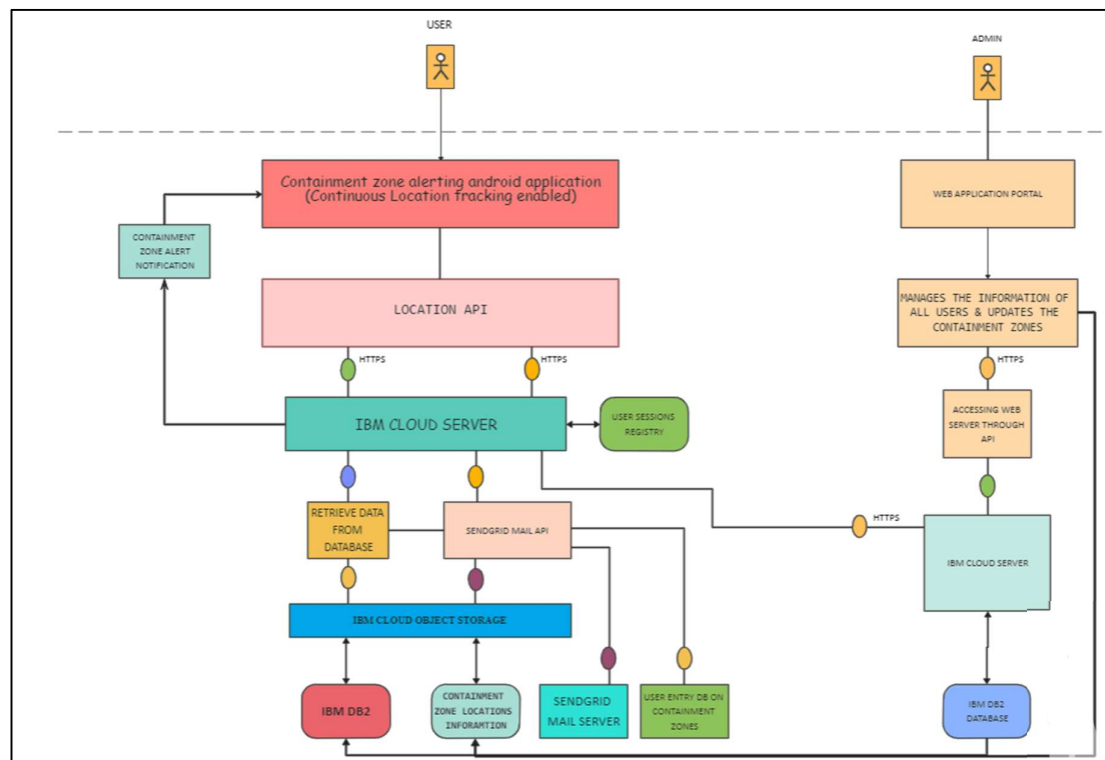 USER
ADMIN
Containment zone alerting android application
(Continuous Location tracking enabled)
WEB APPLICATION PORTAL
CONTAINMENT
ZONE ALERT
NOTIFICATION
LOCATION API
MANAGES THE INFORMATION OF
ALL USERS & UPDATES THE
CONTAINMENT ZONES
HTTPS
HTTPS
HTTPS
IBM CLOUD SERVER
USER SESSIONS
REGISTRY
ACCESSING WEB
SERVER THROUGH
API
RETRIEVE DATA
FROM
DATABASE
SENDGRID MAIL API
HTTPS
IBM CLOUD SERVER
IBM CLOUD OBJECT STORAGE
IBM DB2
CONTAINMENT
ZONE LOCATIONS
INFORAMTION
SENDGRID
MAIL SERVER
USER ENTRY DB ON
CONTAINMENT
ZONES
IBM DB2
DATABASE